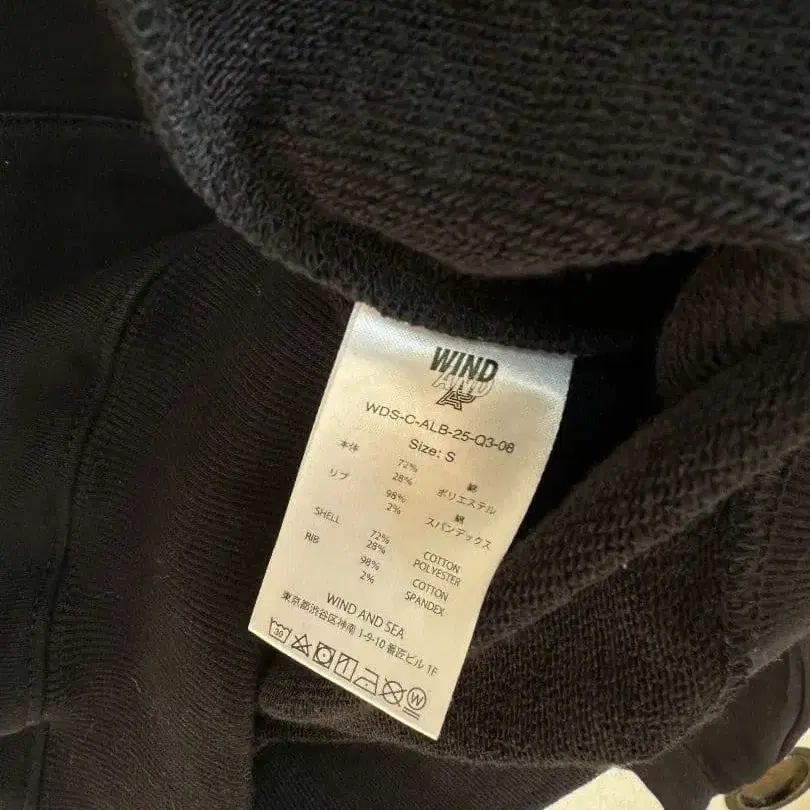 WIND
AND
WDS-C-ALB-25-Q3-08
Size: S
本体 72% 綿
28% ポリエステル
リブ 98% 綿
2% スパンデックス
SHELL 72% COTTON
28% POLYESTER
RIB 98% COTTON
2% SPANDEX
WIND AND SEA
東京都渋谷区神南 1-9-10 番匠ビル 1F
30
W